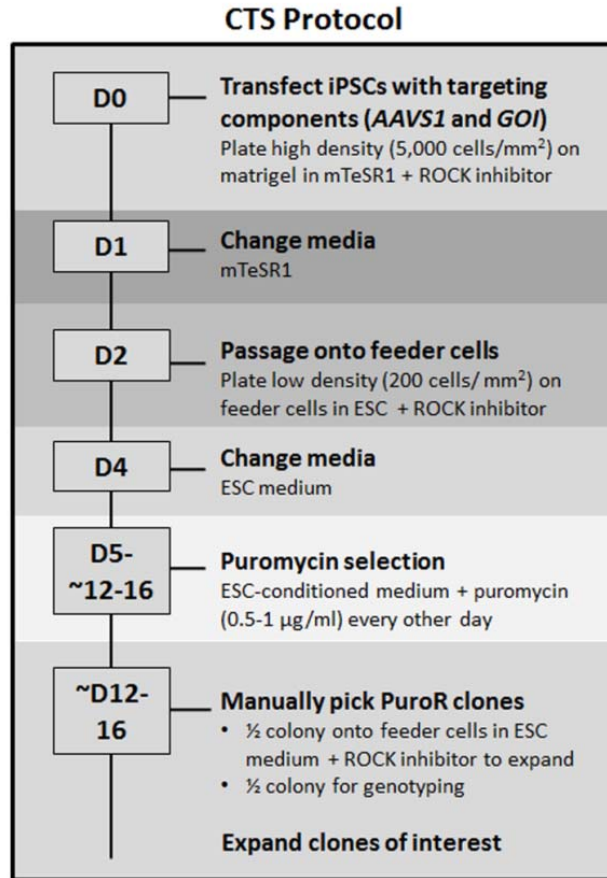 CTS Protocol
D0
Transfect iPSCs with targeting
components (AAVS1 and GOI)
Plate high density (5,000 cells/mm²) on
matrigel in mTeSR1 + ROCK inhibitor
D1
Change media
mTeSR1
D2
Passage onto feeder cells
Plate low density (200 cells/ mm²) on
feeder cells in ESC + ROCK inhibitor
D4
Change media
ESC medium
D5-
~12-16
Puromycin selection
ESC-conditioned medium + puromycin
(0.5-1 µg/ml) every other day
~D12-
16
Manually pick PuroR clones
• ½ colony onto feeder cells in ESC
medium + ROCK inhibitor to expand
• ½ colony for genotyping
Expand clones of interest